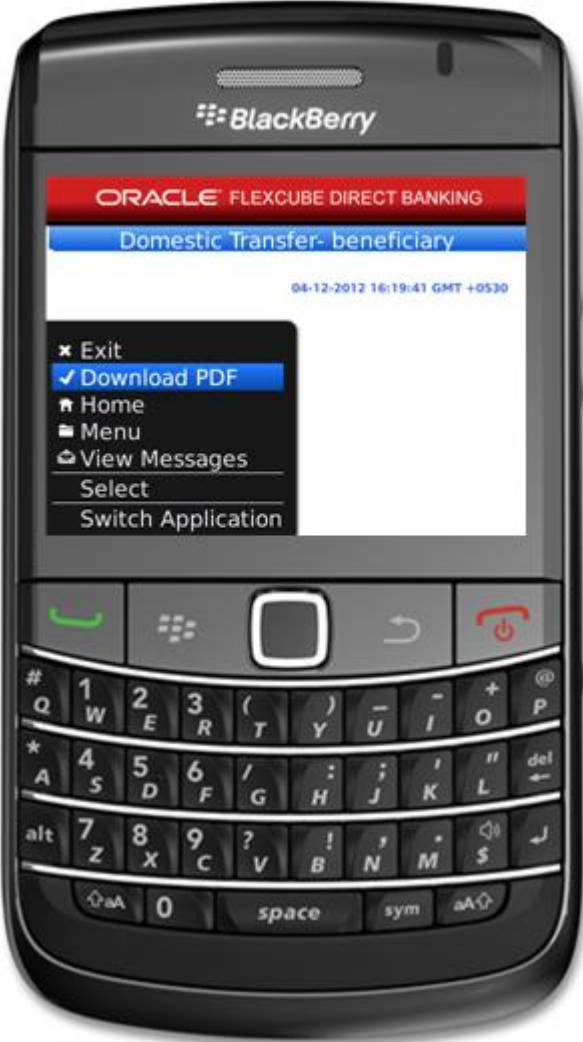 BlackBerry
ORACLE FLEXCUBE DIRECT BANKING
Domestic Transfer- beneficiary
04-12-2012 16:19:41 GMT +0530
Exit
Download PDF
Home
Menu
View Messages
Select
Switch Application
# 1 2 3 ( ) _ - + @
Q W E R T Y U I O P
* 4 5 6 / : ; ' " del
A S D F G H J K L
alt 7 8 9 ? ! , .
Z X C V B N M $
aA 0 space sym aA